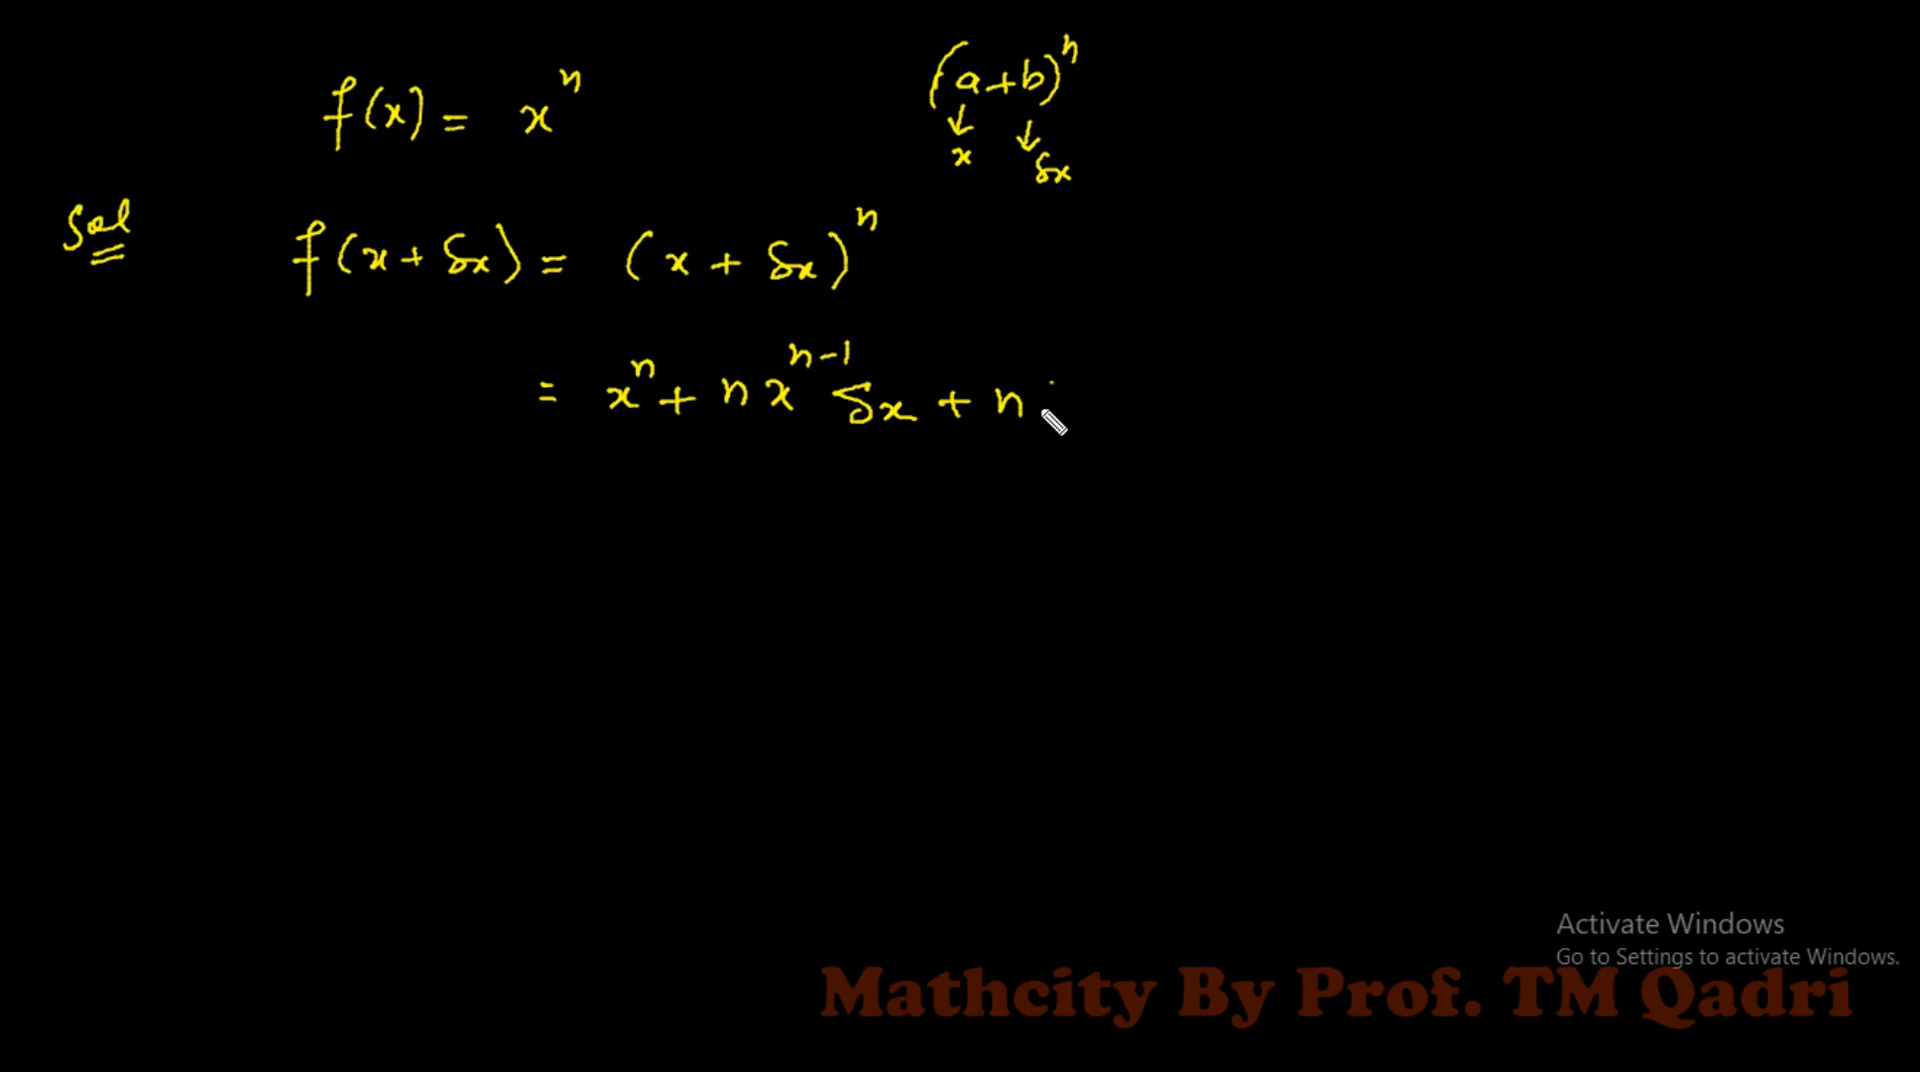 f(x) = x^n
(a+b)^n
↓ ↓
x δx
Sol
f(x + δx) = (x + δx)^n
= x^n + n x^{n-1} δx + n
Activate Windows
Go to Settings to activate Windows.
Mathcity By Prof. TM Qadri